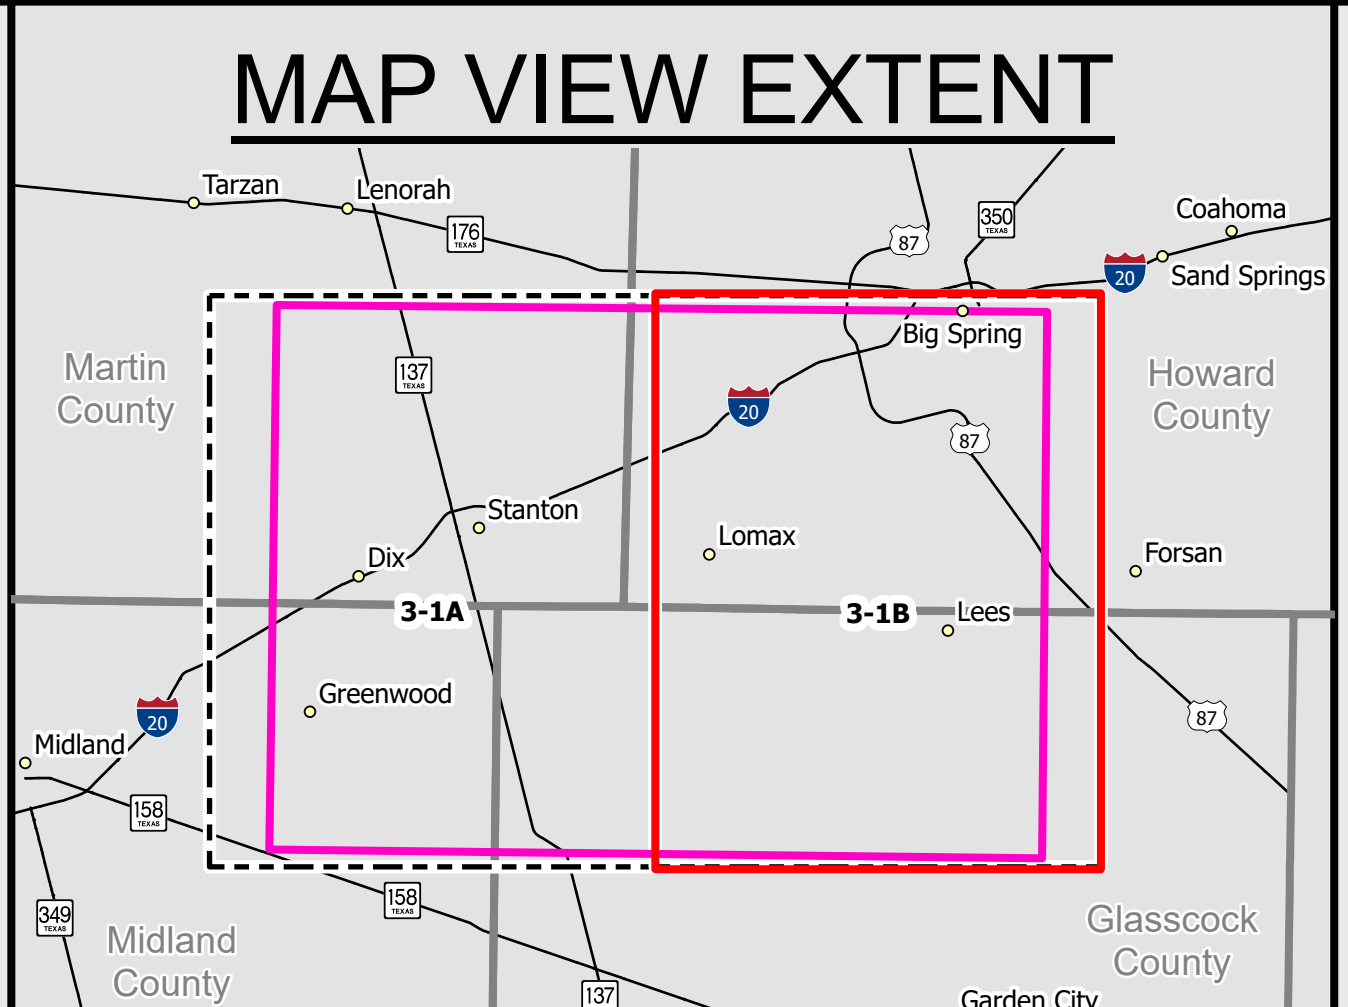 MAP VIEW EXTENT
Tarzan
Lenorah
176
TEXAS
87
350
TEXAS
Coahoma
20
Sand Springs
Big Spring
Martin
County
137
TEXAS
Howard
County
20
87
Stanton
Lomax
Dix
Forsan
3-1A
3-1B
Lees
Greenwood
20
87
Midland
158
TEXAS
158
TEXAS
349
TEXAS
Midland
County
Glasscock
County
137
Garden City